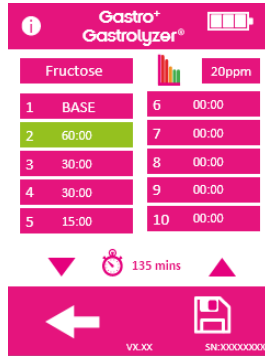 i
Gastro+
Gastrolyzer®
Fructose
20ppm
1 BASE
2 60:00
3 30:00
4 30:00
5 15:00
6 00:00
7 00:00
8 00:00
9 00:00
10 00:00
135 mins
VX.XX
SN:XXXXXXXX